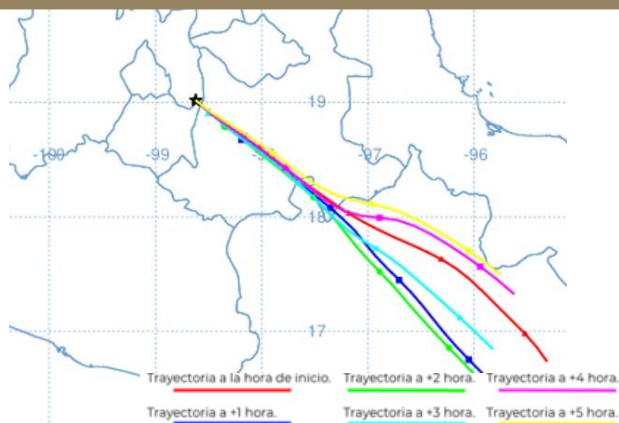 19
-100 -99 -98 -97 -96
18
17
Trayectoria a la hora de inicio. Trayectoria a +2 hora. Trayectoria a +4 hora.
Trayectoria a +1 hora. Trayectoria a +3 hora. Trayectoria a +5 hora.